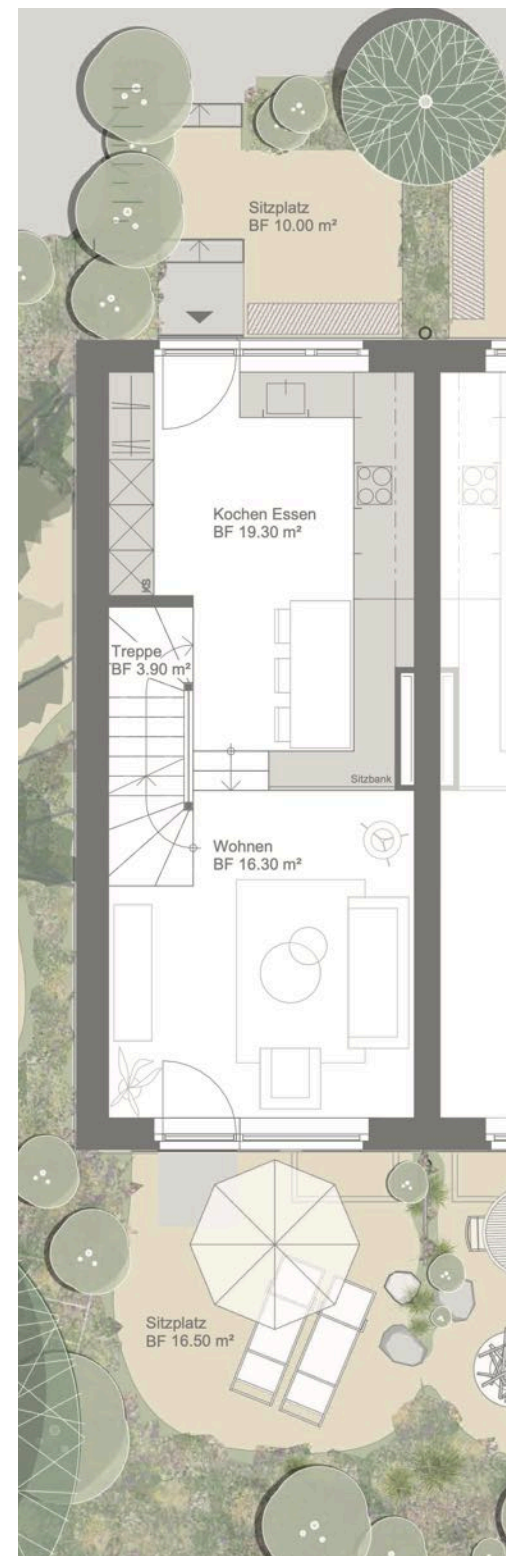 Sitzplatz
BF 10.00 m²
Kochen Essen
BF 19.30 m²
KS
Treppe
BF 3.90 m²
Sitzbank
Wohnen
BF 16.30 m²
Sitzplatz
BF 16.50 m²